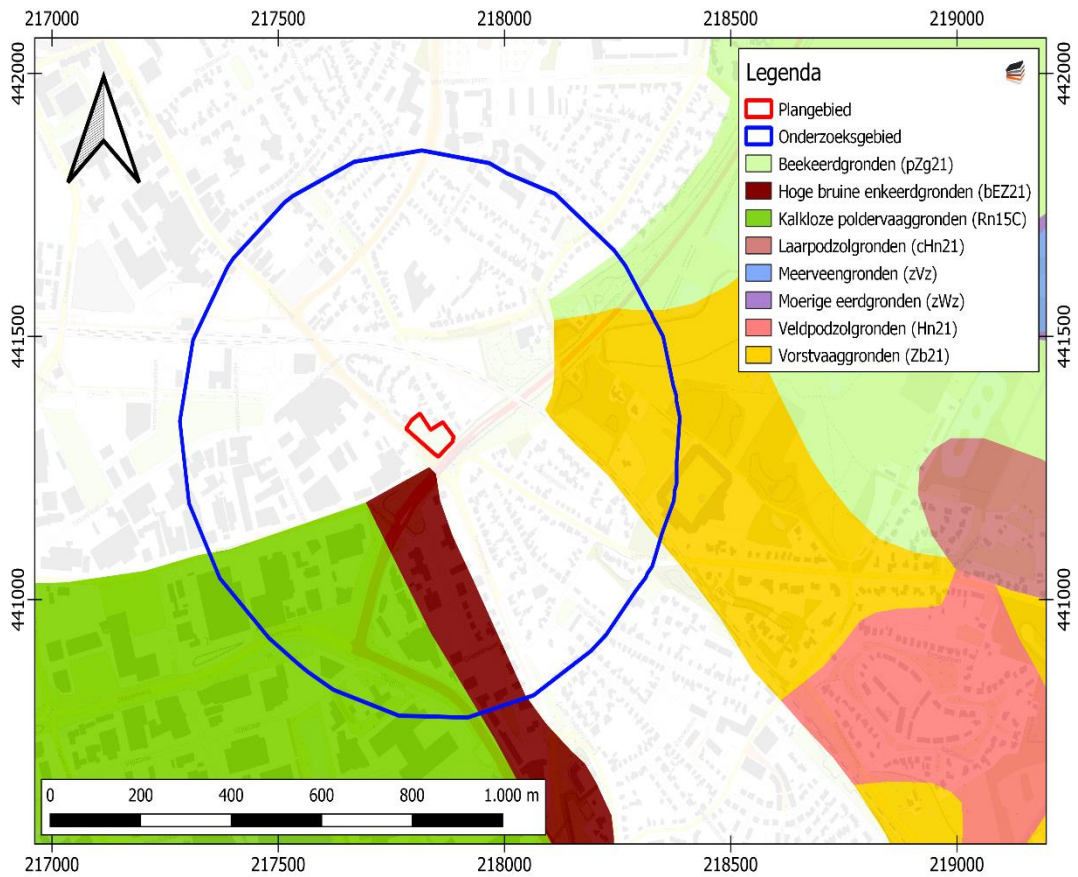 217000 217500 218000 218500 219000
442000 442000
Legenda
Plangebied
Onderzoeksgebied
Beekeerdgronden (pZg21)
Hoge bruine enkeerdgronden (bEZ21)
Kalkloze poldervaaggronden (Rn15C)
Laarpodzolgronden (cHn21)
Meerveengronden (zVz)
Moerige eerdgronden (zWz)
Veldpodzolgronden (Hn21)
Vorstvaaggronden (Zb21)
441500 441500
441000 441000
0 200 400 600 800 1.000 m
217000 217500 218000 218500 219000